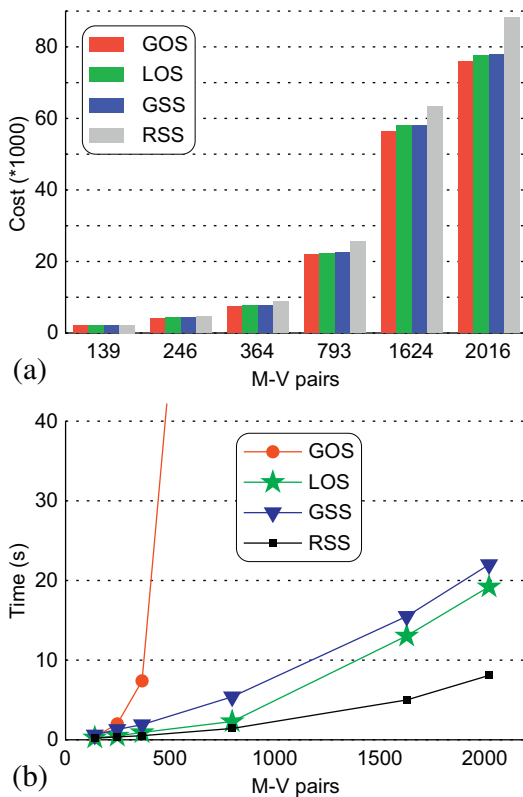 Cost (*1000)
80
60
40
20
0
GOS
LOS
GSS
RSS
139 246 364 793 1624 2016
M-V pairs
(a)
Time (s)
40
30
20
10
0
GOS
LOS
GSS
RSS
0 500 1000 1500 2000
M-V pairs
(b)